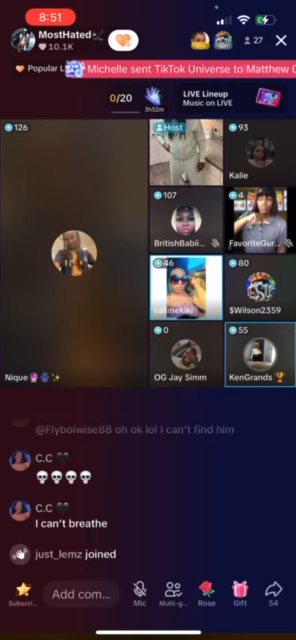 8:51
MostHated
10.1K
27
Popular L
Michelle sent TikTok Universe to Matthew C
0/20
3h52m
LIVE Lineup
Music on LIVE
126
Host
93
Kalie
107
BritishBabii...
4
FavoriteGur...
46
callmekiki
80
$Wilson2359
Nique
0
OG Jay Simm
55
KenGrands
@Flyboiwise88 oh ok lol I can't find him
C.C
C.C
I can't breathe
just_lemz joined
Subscri...
Add com...
Mic
Multi-g...
Rose
Gift
54